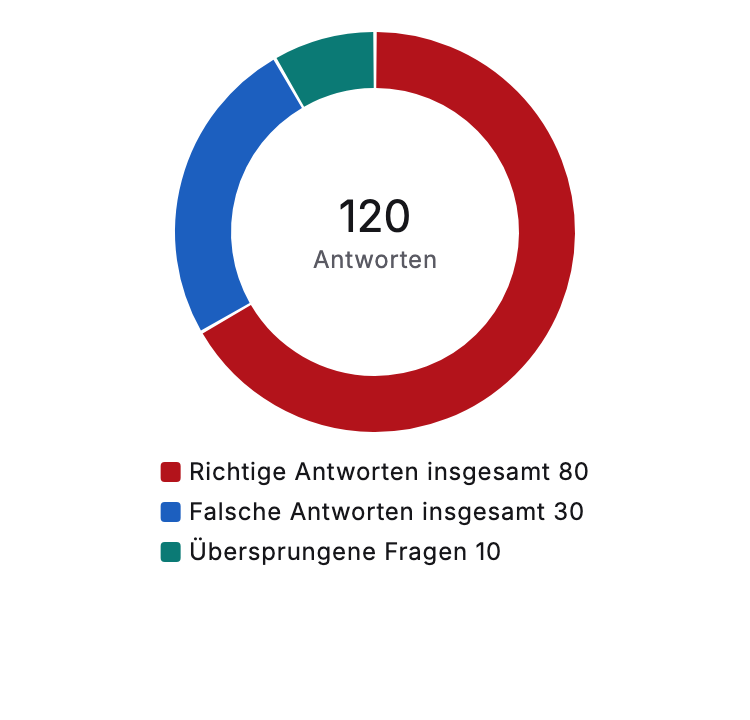 120
Antworten
Richtige Antworten insgesamt 80
Falsche Antworten insgesamt 30
Übersprungene Fragen 10